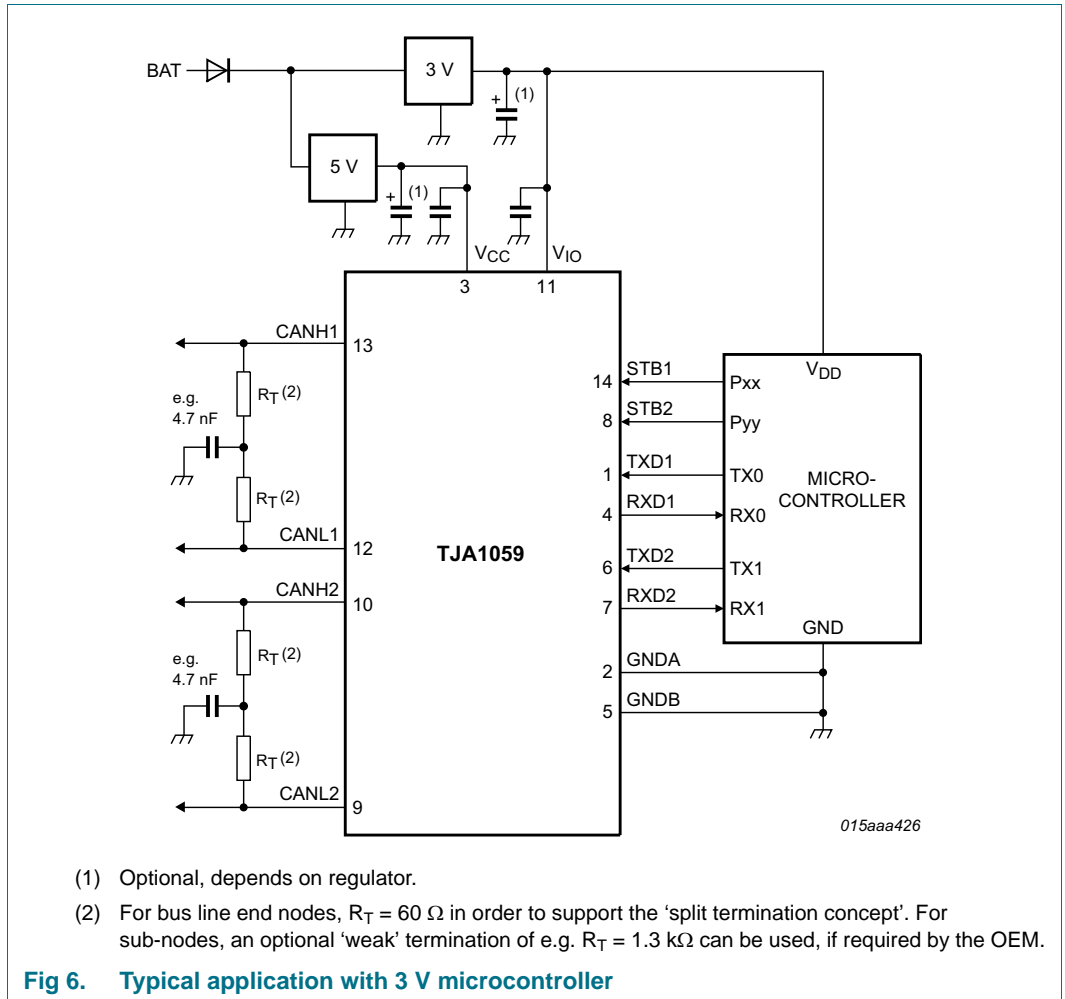 BAT
3 V
(1)
+
5 V
(1)
+
VCC
VIO
3
11
CANH1
13
VDD
STB1
14
Pxx
RT(2)
e.g.
4.7 nF
STB2
8
Pyy
TXD1
1
TX0
MICRO-
CONTROLLER
RT(2)
RXD1
4
RX0
CANL1
12
TJA1059
TXD2
6
TX1
CANH2
10
RXD2
7
RX1
GND
RT(2)
e.g.
4.7 nF
GNDA
2
GNDB
5
RT(2)
CANL2
9
015aaa426
(1) Optional, depends on regulator.
(2) For bus line end nodes, RT = 60 Ω in order to support the ‘split termination concept’. For
sub-nodes, an optional ‘weak’ termination of e.g. RT = 1.3 kΩ can be used, if required by the OEM.
Fig 6. Typical application with 3 V microcontroller